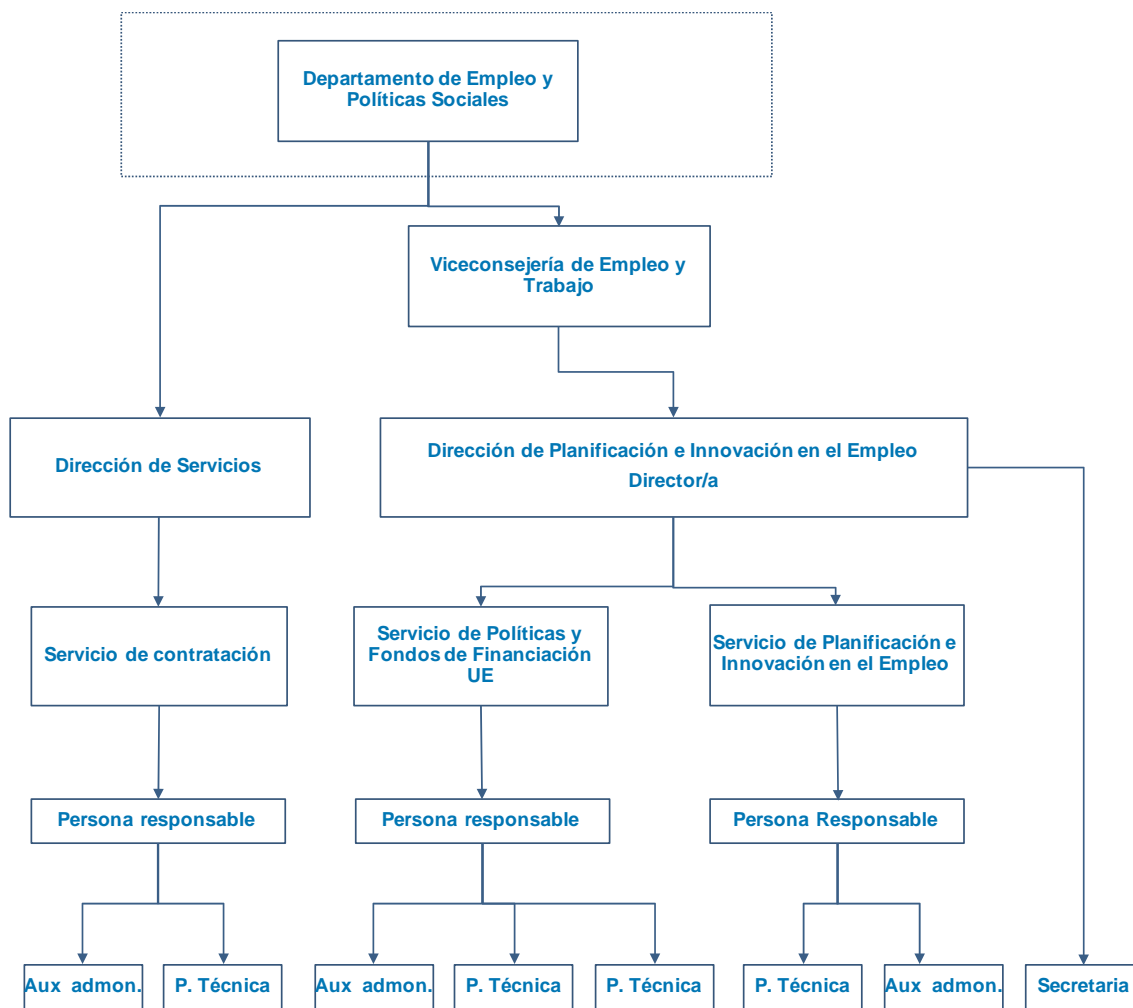 Departamento de Empleo y
Políticas Sociales
Viceconsejería de Empleo y
Trabajo
Dirección de Servicios
Dirección de Planificación e Innovación en el Empleo
Director/a
Servicio de contratación
Servicio de Políticas y
Fondos de Financiación
UE
Servicio de Planificación e
Innovación en el Empleo
Persona responsable
Persona responsable
Persona Responsable
Aux admon.
P. Técnica
Aux admon.
P. Técnica
P. Técnica
P. Técnica
Aux admon.
Secretaria